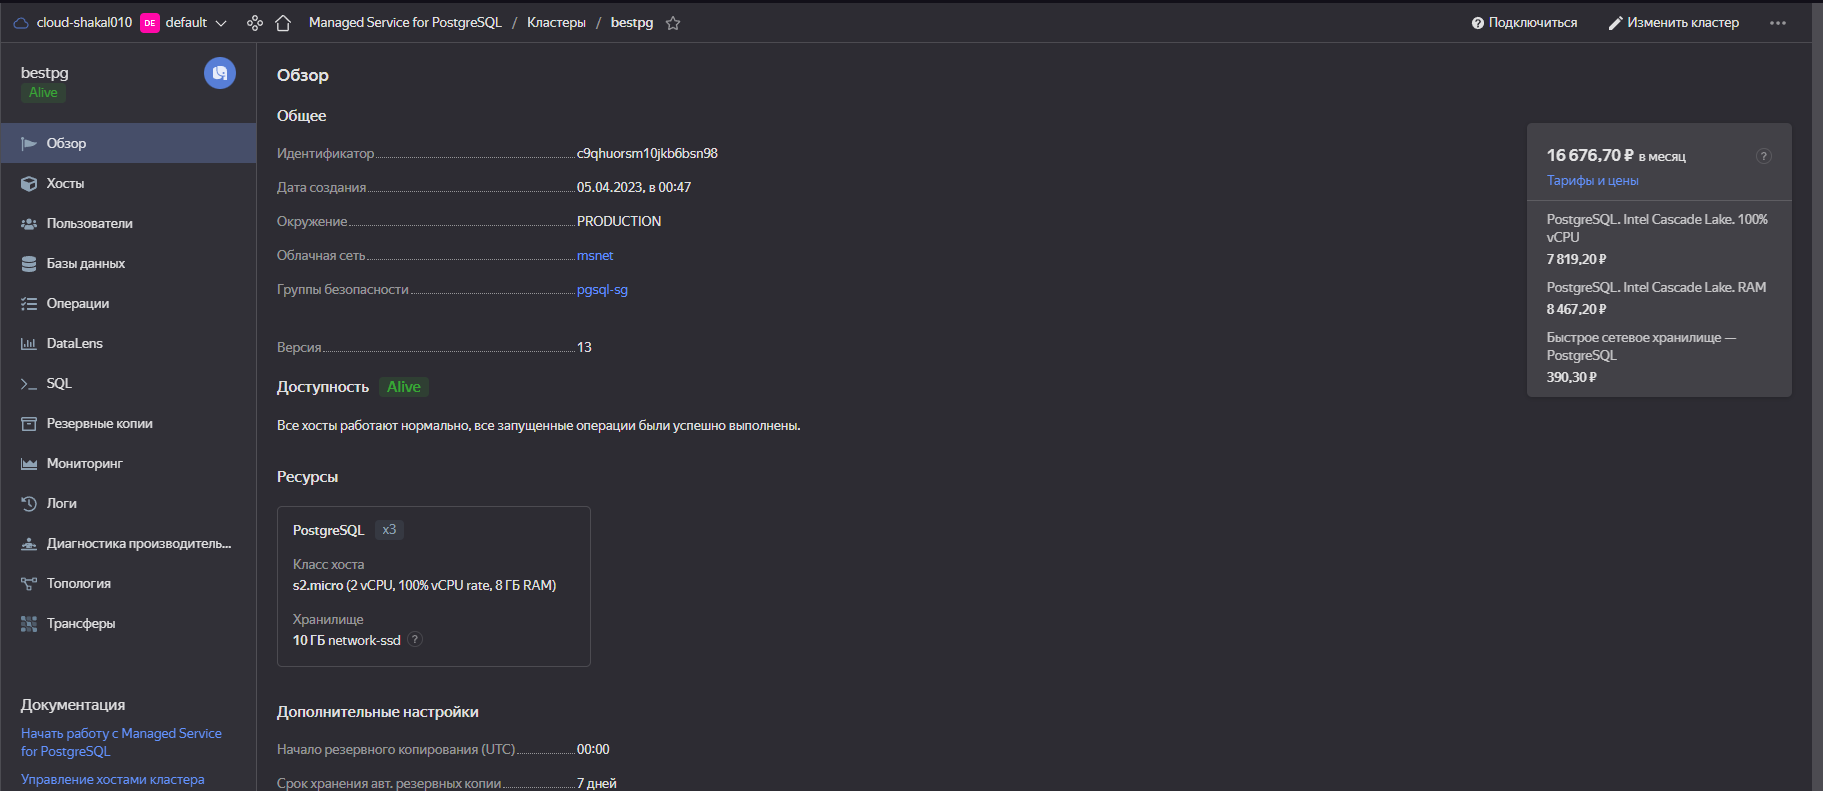 cloud-shakal010 DE default Managed Service for PostgreSQL / Кластеры / bestpg Подключиться Изменить кластер
bestpg
Alive
Обзор
Хосты
Пользователи
Базы данных
Операции
DataLens
SQL
Резервные копии
Мониторинг
Логи
Диагностика производитель...
Топология
Трансферы
Документация
Начать работу с Managed Service
for PostgreSQL
Управление хостами кластера
Обзор
Общее
Идентификатор c9qhuorsm10jkb6bsn98
Дата создания 05.04.2023, в 00:47
Окружение PRODUCTION
Облачная сеть msnet
Группы безопасности pgsql-sg
Версия 13
Доступность Alive
Все хосты работают нормально, все запущенные операции были успешно выполнены.
Ресурсы
PostgreSQL x3
Класс хоста
s2.micro (2 vCPU, 100% vCPU rate, 8 ГБ RAM)
Хранилище
10 ГБ network-ssd ?
Дополнительные настройки
Начало резервного копирования (UTC) 00:00
Срок хранения авт. резервных копии 7 дней
16 676,70 ₽ в месяц ?
Тарифы и цены
PostgreSQL. Intel Cascade Lake. 100%
vCPU
7 819,20 ₽
PostgreSQL. Intel Cascade Lake. RAM
8 467,20 ₽
Быстрое сетевое хранилище —
PostgreSQL
390,30 ₽